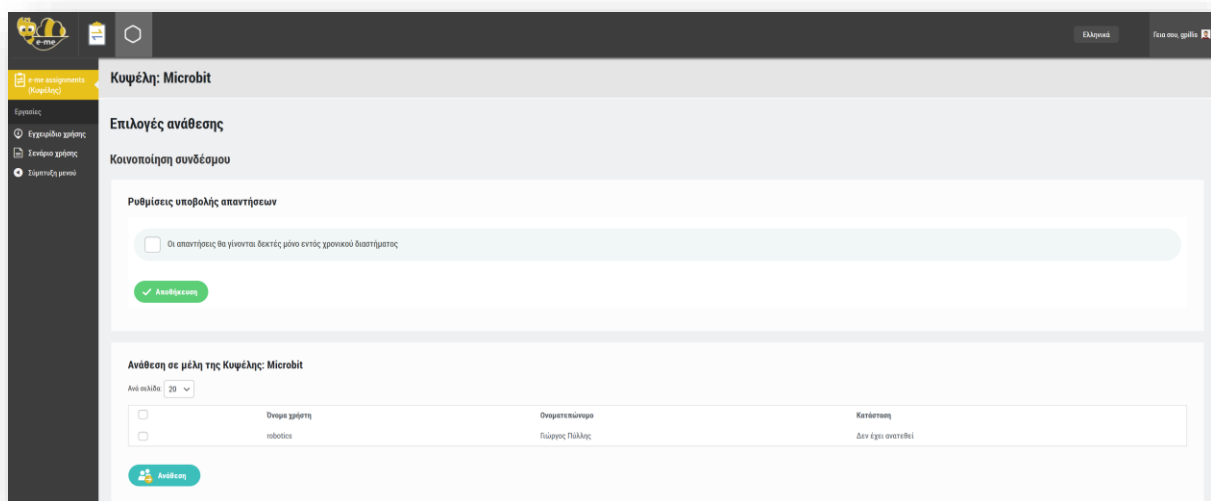 e-me
Ελληνικά
Γεια σου, gpillis
e-me assignments
(Κυψέλης)
Κυψέλη: Microbit
Εργασίες
Εγχειρίδιο χρήσης
Σενάριο χρήσης
Σύμπτυξη μενού
Επιλογές ανάθεσης
Κοινοποίηση συνδέσμου
Ρυθμίσεις υποβολής απαντήσεων
Οι απαντήσεις θα γίνονται δεκτές μόνο εντός χρονικού διαστήματος
Αποθήκευση
Ανάθεση σε μέλη της Κυψέλης: Microbit
Ανά σελίδα: 20
Όνομα χρήστη Ονοματεπώνυμο Κατάσταση
robotics Γιώργος Πύλλης Δεν έχει ανατεθεί
Ανάθεση